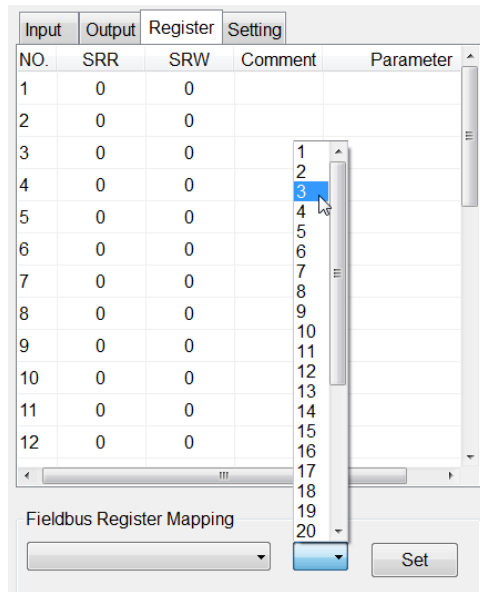 Input Output Register Setting
NO. SRR SRW Comment Parameter
1 0 0
2 0 0
3 0 0
4 0 0
5 0 0
6 0 0
7 0 0
8 0 0
9 0 0
10 0 0
11 0 0
12 0 0
1
2
3
4
5
6
7
8
9
10
11
12
13
14
15
16
17
18
19
20
Fieldbus Register Mapping
Set